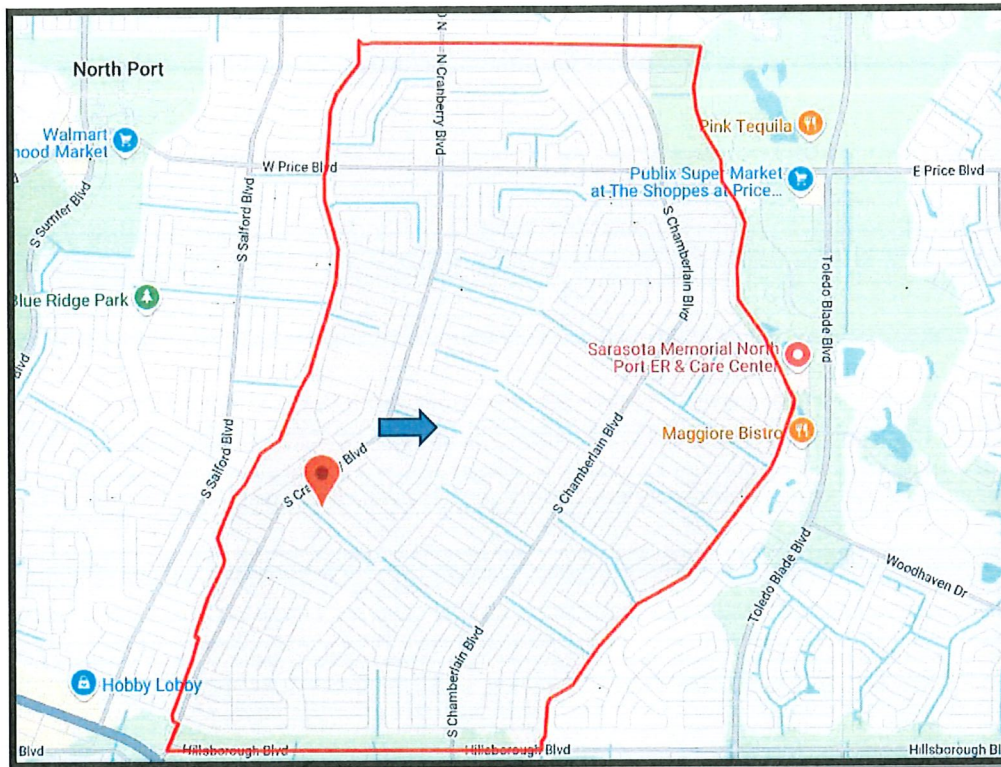 North Port
N
N Cranberry Blvd
Walmart
hood Market
Pink Tequila
W Price Blvd
E Price Blvd
Publix Super Market
at The Shoppes at Price...
S Sumter Blvd
S Salford Blvd
S Chamberlain Blvd
Toledo Blade Blvd
Blue Ridge Park
Sarasota Memorial North
Port ER & Care Center
Blvd
Maggiore Bistro
S Salford Blvd
S Chamberlain Blvd
Blvd
Toledo Blade Blvd
Woodhaven Dr
S Chamberlain Blvd
Hobby Lobby
Blvd
Hillsborough Blvd
Hillsborough Blvd
Hillsborough Bl